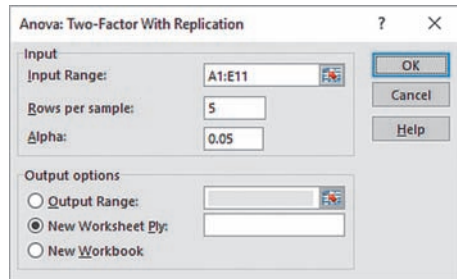 Anova: Two-Factor With Replication ? ×
Input
Input Range: A1:E11
Rows per sample: 5
Alpha: 0.05
OK
Cancel
Help
Output options
Output Range:
New Worksheet Ply:
New Workbook